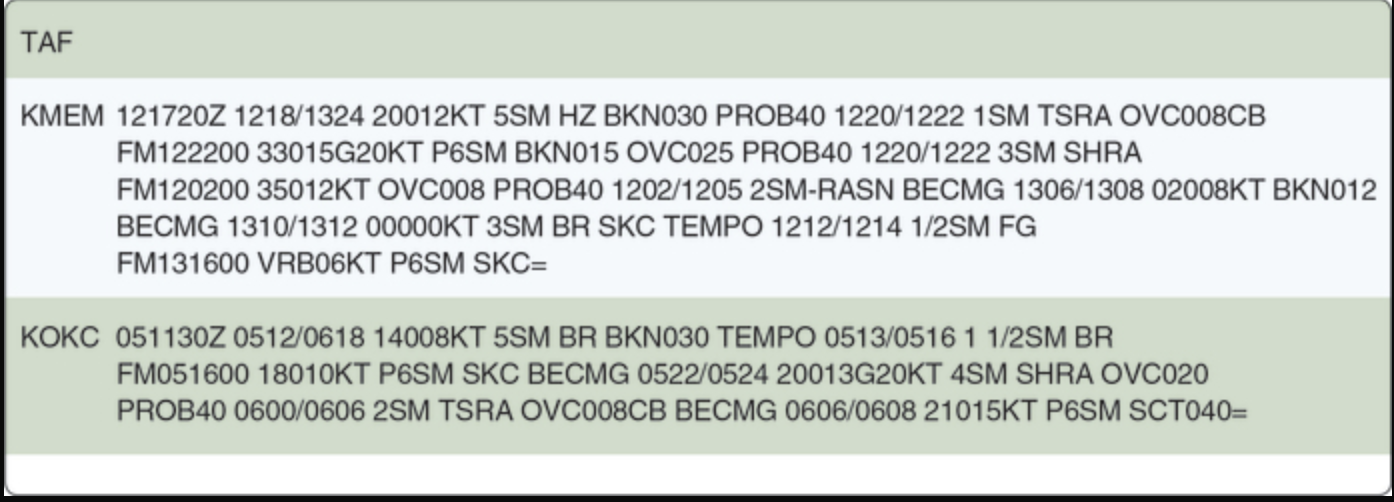 TAF
KMEM 121720Z 1218/1324 20012KT 5SM HZ BKN030 PROB40 1220/1222 1SM TSRA OVC008CB
FM122200 33015G20KT P6SM BKN015 OVC025 PROB40 1220/1222 3SM SHRA
FM120200 35012KT OVC008 PROB40 1202/1205 2SM-RASN BECMG 1306/1308 02008KT BKN012
BECMG 1310/1312 00000KT 3SM BR SKC TEMPO 1212/1214 1/2SM FG
FM131600 VRB06KT P6SM SKC=
KOKC 051130Z 0512/0618 14008KT 5SM BR BKN030 TEMPO 0513/0516 1 1/2SM BR
FM051600 18010KT P6SM SKC BECMG 0522/0524 20013G20KT 4SM SHRA OVC020
PROB40 0600/0606 2SM TSRA OVC008CB BECMG 0606/0608 21015KT P6SM SCT040=